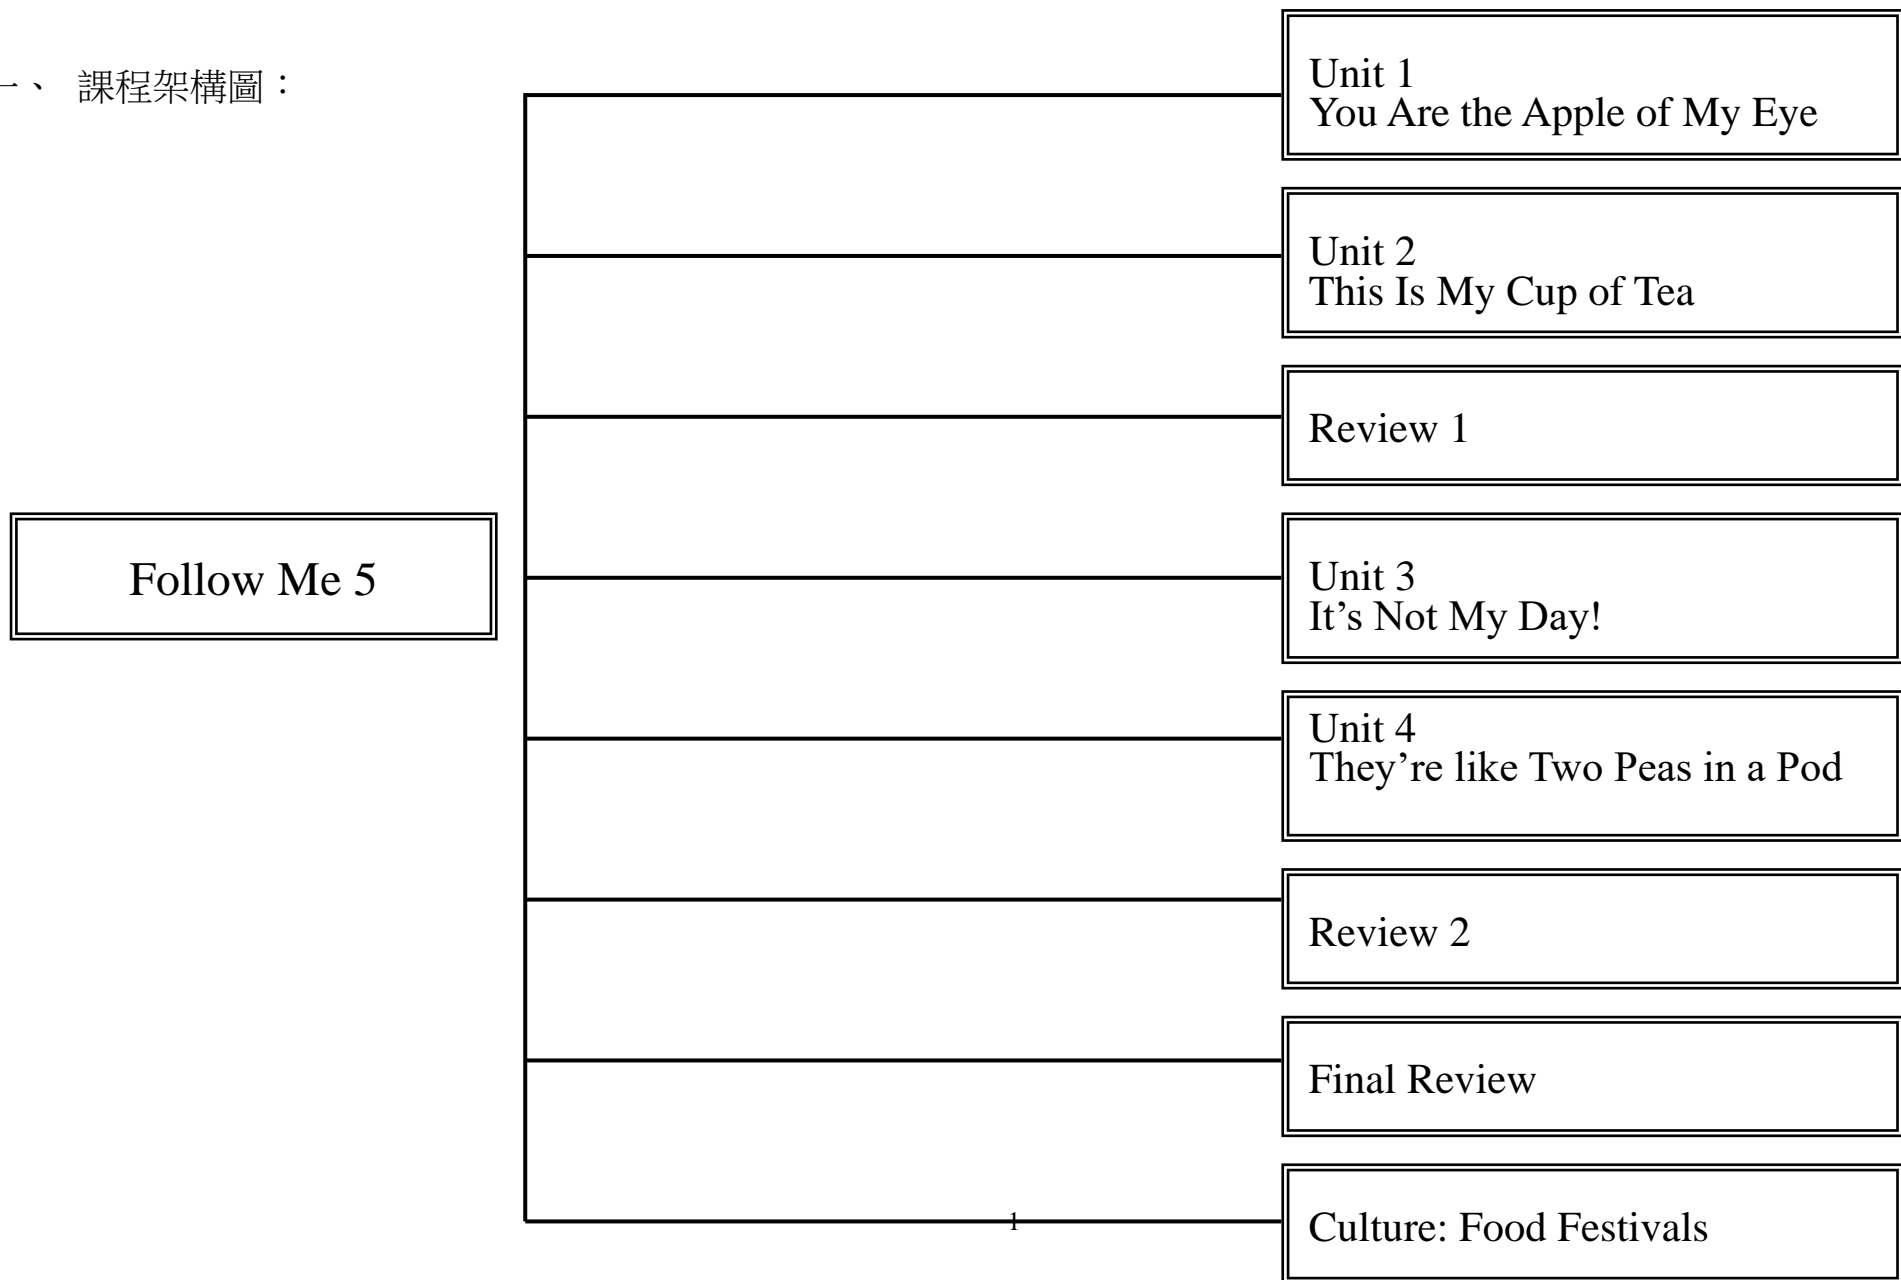 一、 課程架構圖：
Unit 1
You Are the Apple of My Eye
Unit 2
This Is My Cup of Tea
Review 1
Follow Me 5
Unit 3
It’s Not My Day!
Unit 4
They’re like Two Peas in a Pod
Review 2
Final Review
Culture: Food Festivals
1